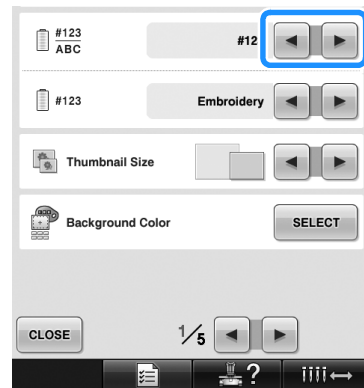 #123
ABC
#12
#123
Embroidery
Thumbnail Size
Background Color
SELECT
CLOSE
1/5
?